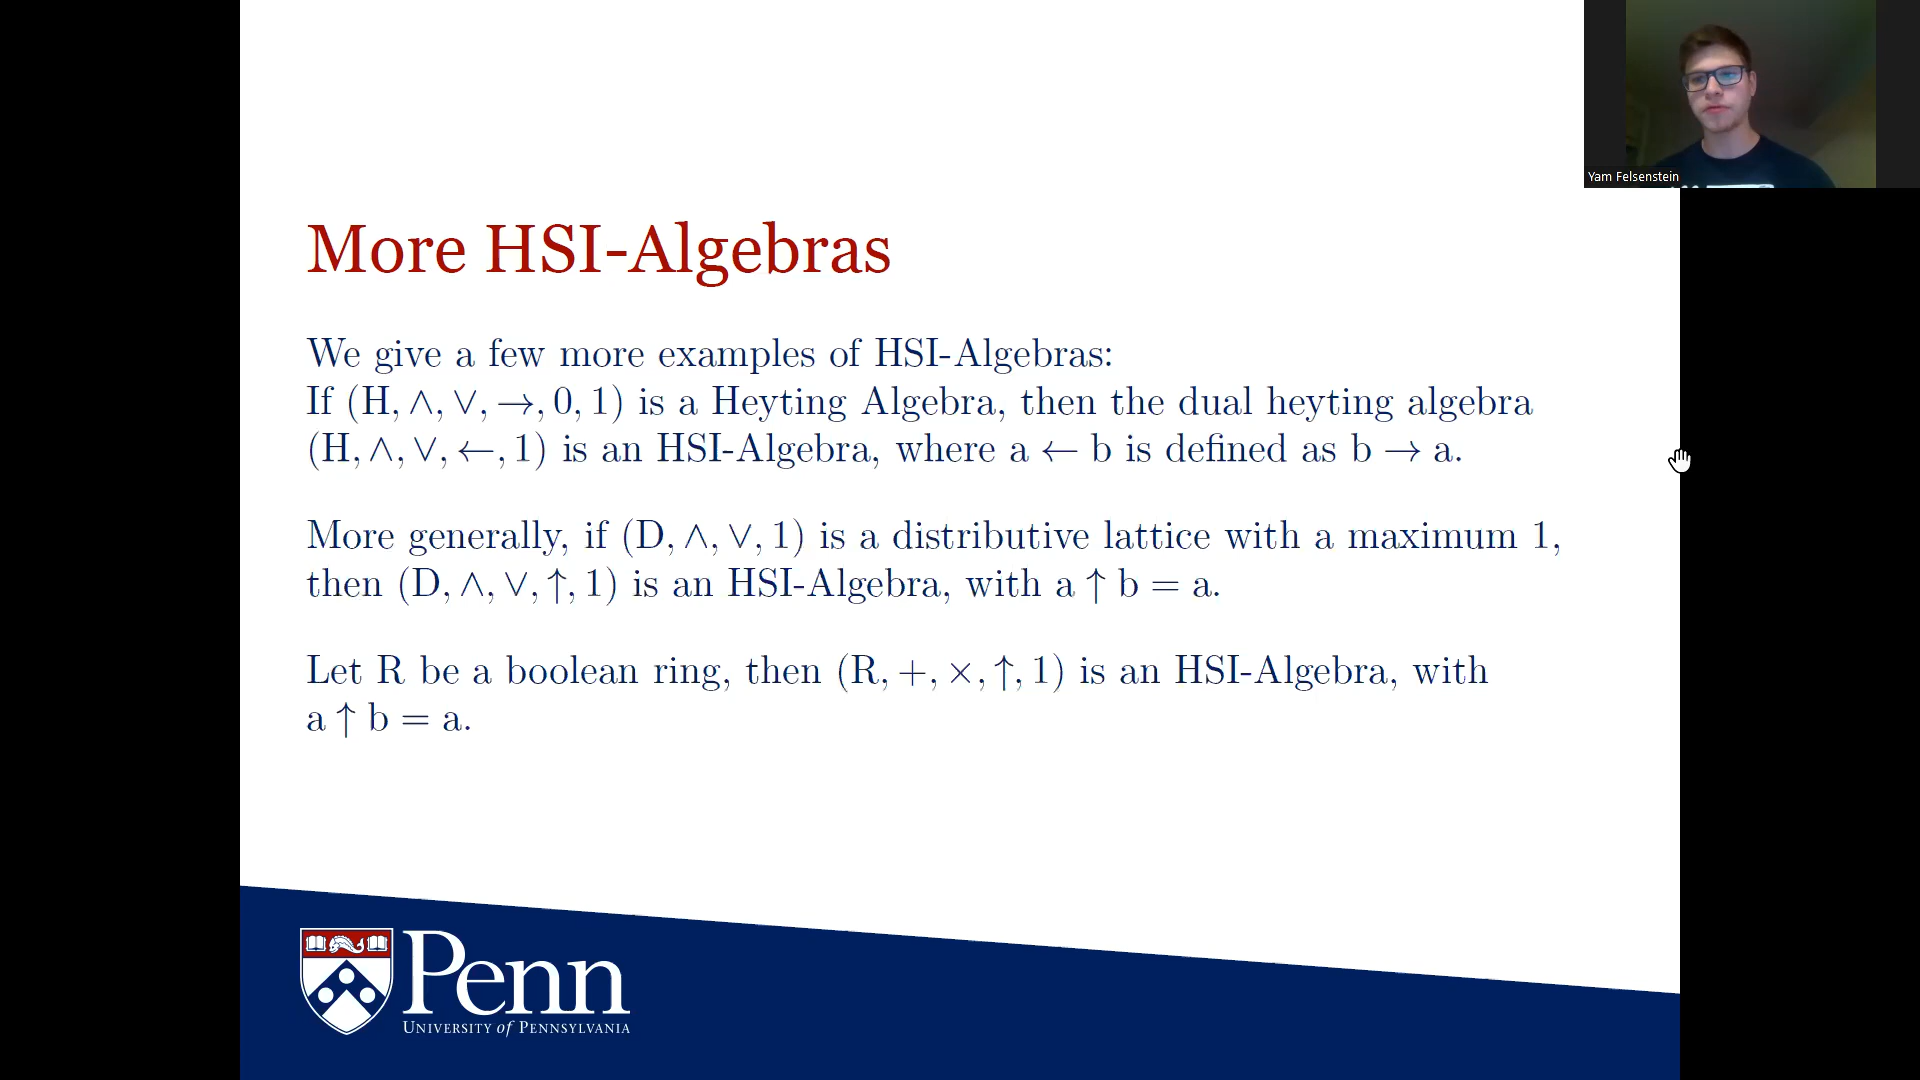 Yam Felsenstein
More HSI-Algebras
We give a few more examples of HSI-Algebras:
If (H, ∧, ∨, →, 0, 1) is a Heyting Algebra, then the dual heyting algebra
(H, ∧, ∨, ←, 1) is an HSI-Algebra, where a ← b is defined as b → a.
More generally, if (D, ∧, ∨, 1) is a distributive lattice with a maximum 1,
then (D, ∧, ∨, ↑, 1) is an HSI-Algebra, with a ↑ b = a.
Let R be a boolean ring, then (R, +, ×, ↑, 1) is an HSI-Algebra, with
a ↑ b = a.
Penn
UNIVERSITY of PENNSYLVANIA